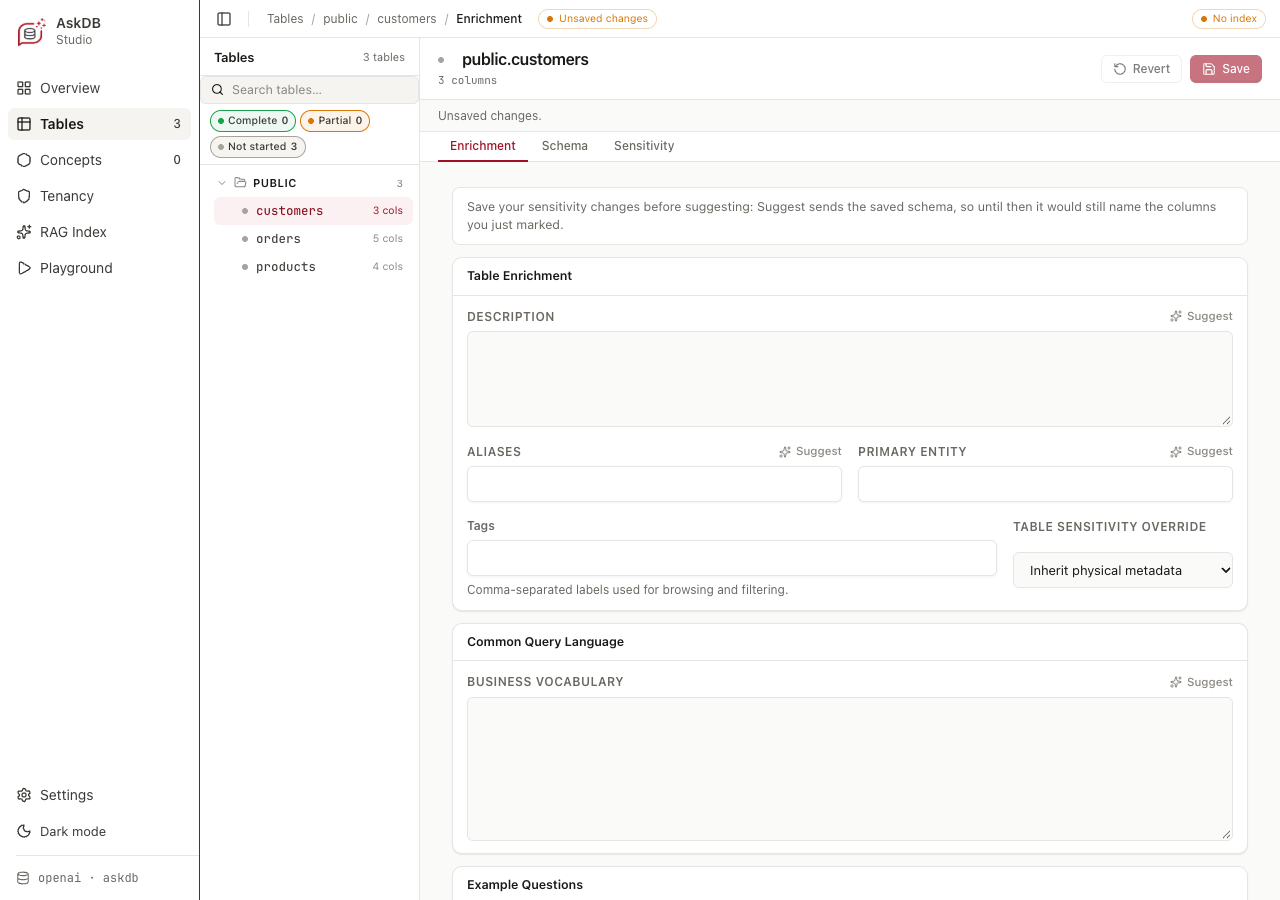 AskDB
Studio
Overview
Tables 3
Concepts 0
Tenancy
RAG Index
Playground
Settings
Dark mode
openai · askdb
Tables / public / customers / Enrichment
Unsaved changes
No index
Tables 3 tables
Search tables...
Complete 0
Partial 0
Not started 3
PUBLIC 3
customers 3 cols
orders 5 cols
products 4 cols
public.customers
3 columns
Revert
Save
Unsaved changes.
Enrichment Schema Sensitivity
Save your sensitivity changes before suggesting: Suggest sends the saved schema, so until then it would still name the columns
you just marked.
Table Enrichment
DESCRIPTION Suggest
ALIASES Suggest
PRIMARY ENTITY Suggest
Tags
Comma-separated labels used for browsing and filtering.
TABLE SENSITIVITY OVERRIDE
Inherit physical metadata
Common Query Language
BUSINESS VOCABULARY Suggest
Example Questions